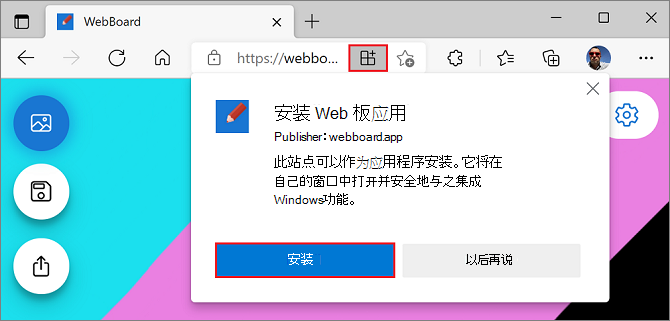 WebBoard
https://webbo...
安装 Web 板应用
Publisher: webboard.app
此站点可以作为应用程序安装。它将在
自己的窗口中打开并安全地与之集成
Windows功能。
安装
以后再说